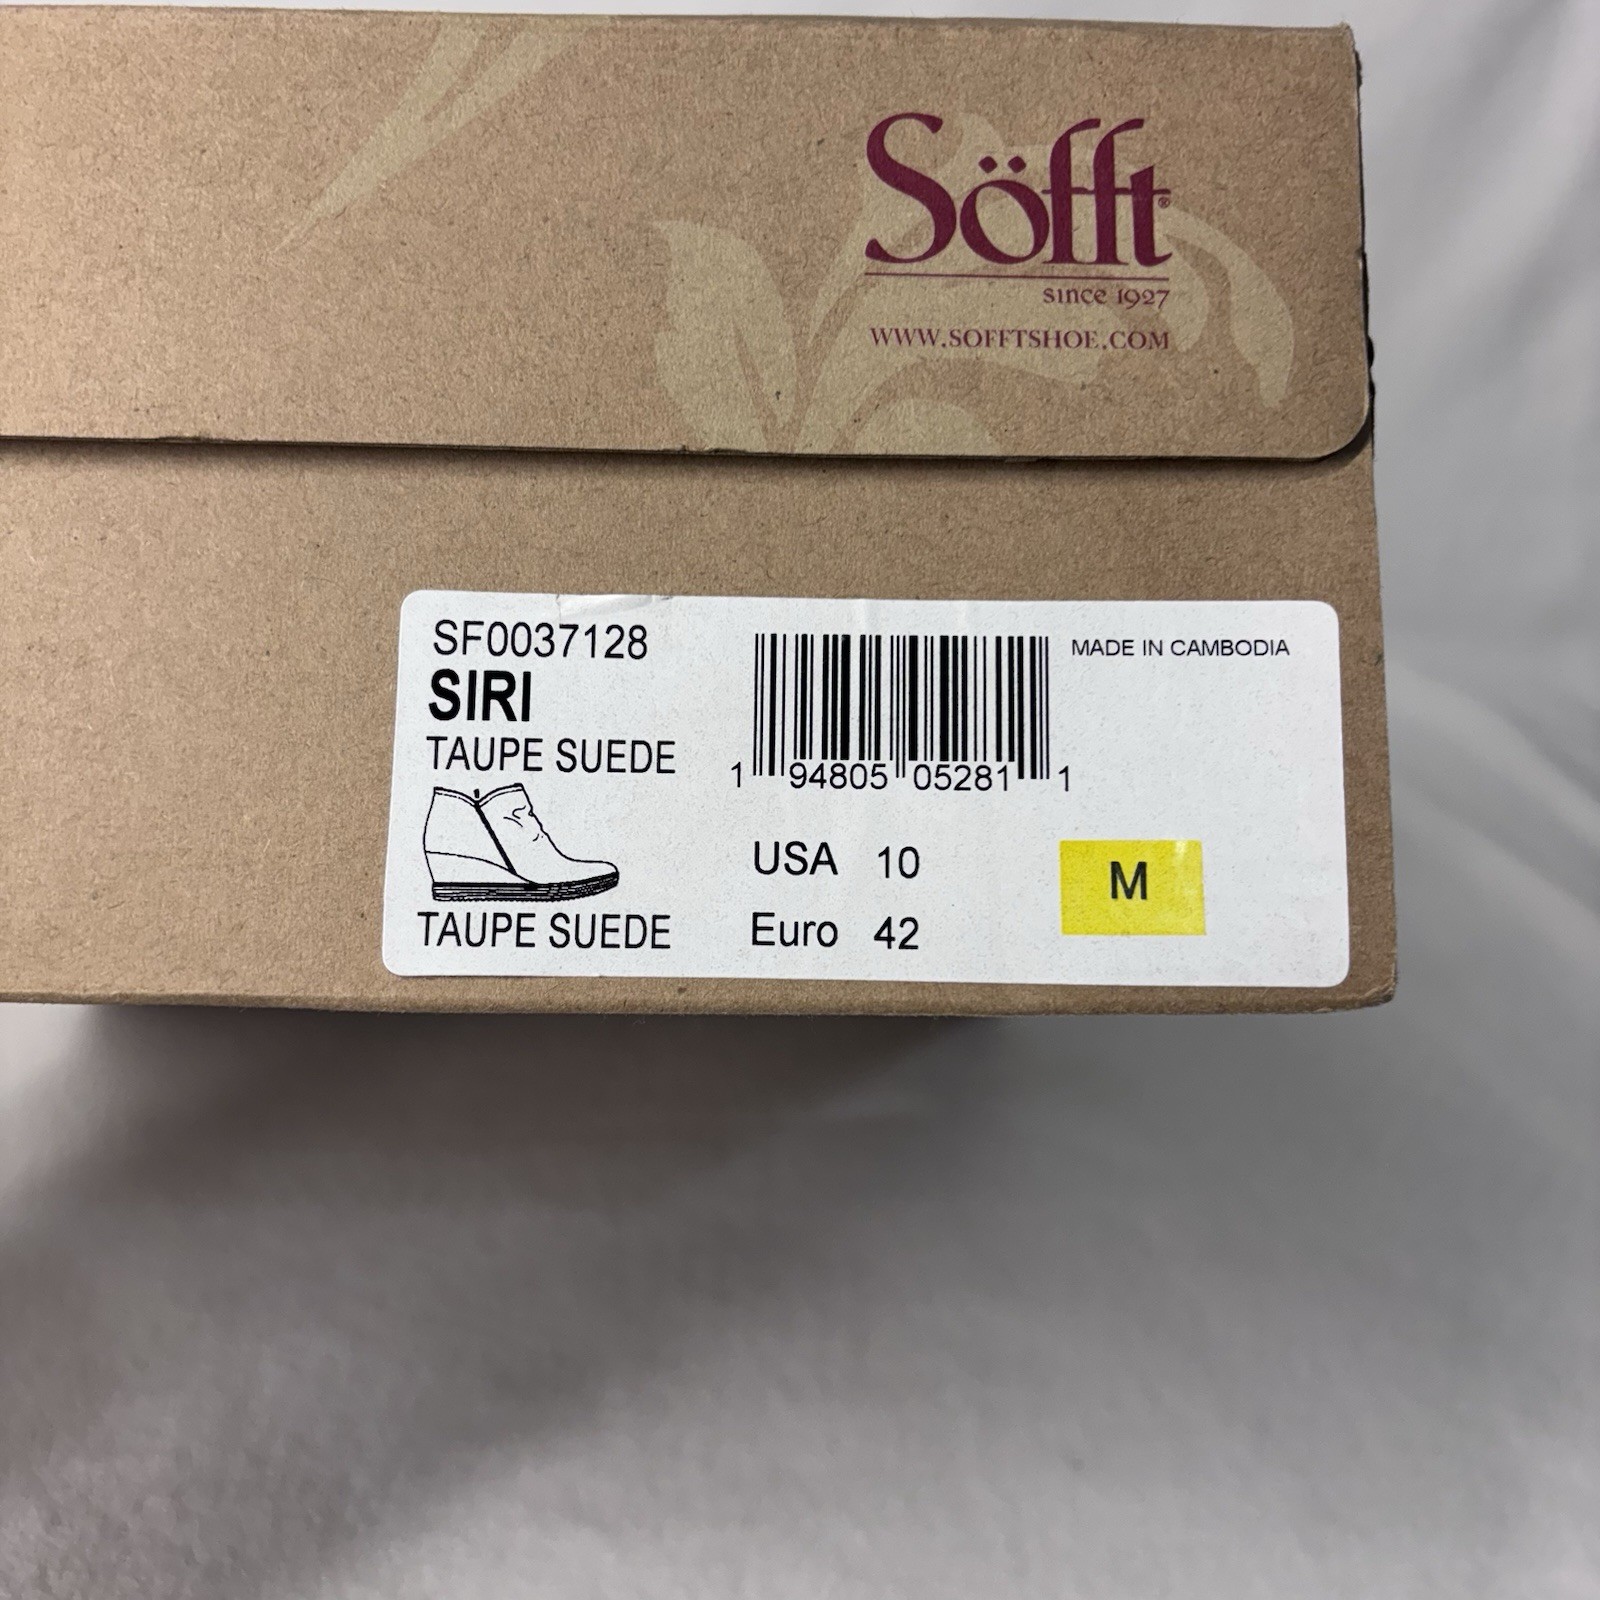 Söfft®
since 1927
WWW.SOFFTSHOE.COM
SF0037128
SIRI
TAUPE SUEDE
TAUPE SUEDE
1 94805 05281 1
MADE IN CAMBODIA
USA 10
Euro 42
M